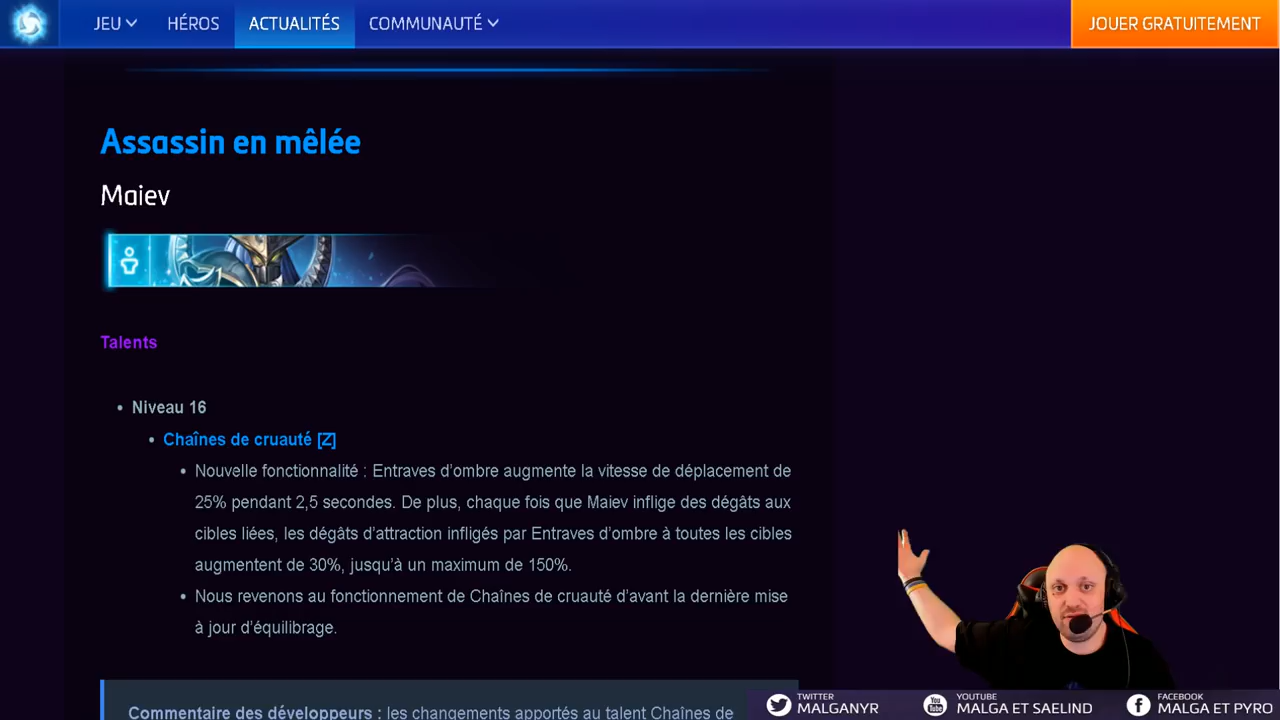 JEU HÉROS ACTUALITÉS COMMUNAUTÉ JOUER GRATUITEMENT
Assassin en mêlée
Maiev
Talents
• Niveau 16
• Chaînes de cruauté [Z]
• Nouvelle fonctionnalité : Entraves d'ombre augmente la vitesse de déplacement de
25% pendant 2,5 secondes. De plus, chaque fois que Maiev inflige des dégâts aux
cibles liées, les dégâts d'attraction infligés par Entraves d'ombre à toutes les cibles
augmentent de 30%, jusqu'à un maximum de 150%.
• Nous revenons au fonctionnement de Chaînes de cruauté d'avant la dernière mise
à jour d'équilibrage.
Commentaire des développeurs : les changements apportés au talent Chaînes de
TWITTER
MALGANYR
YOUTUBE
MALGA ET SAELIND
FACEBOOK
MALGA ET PYRO